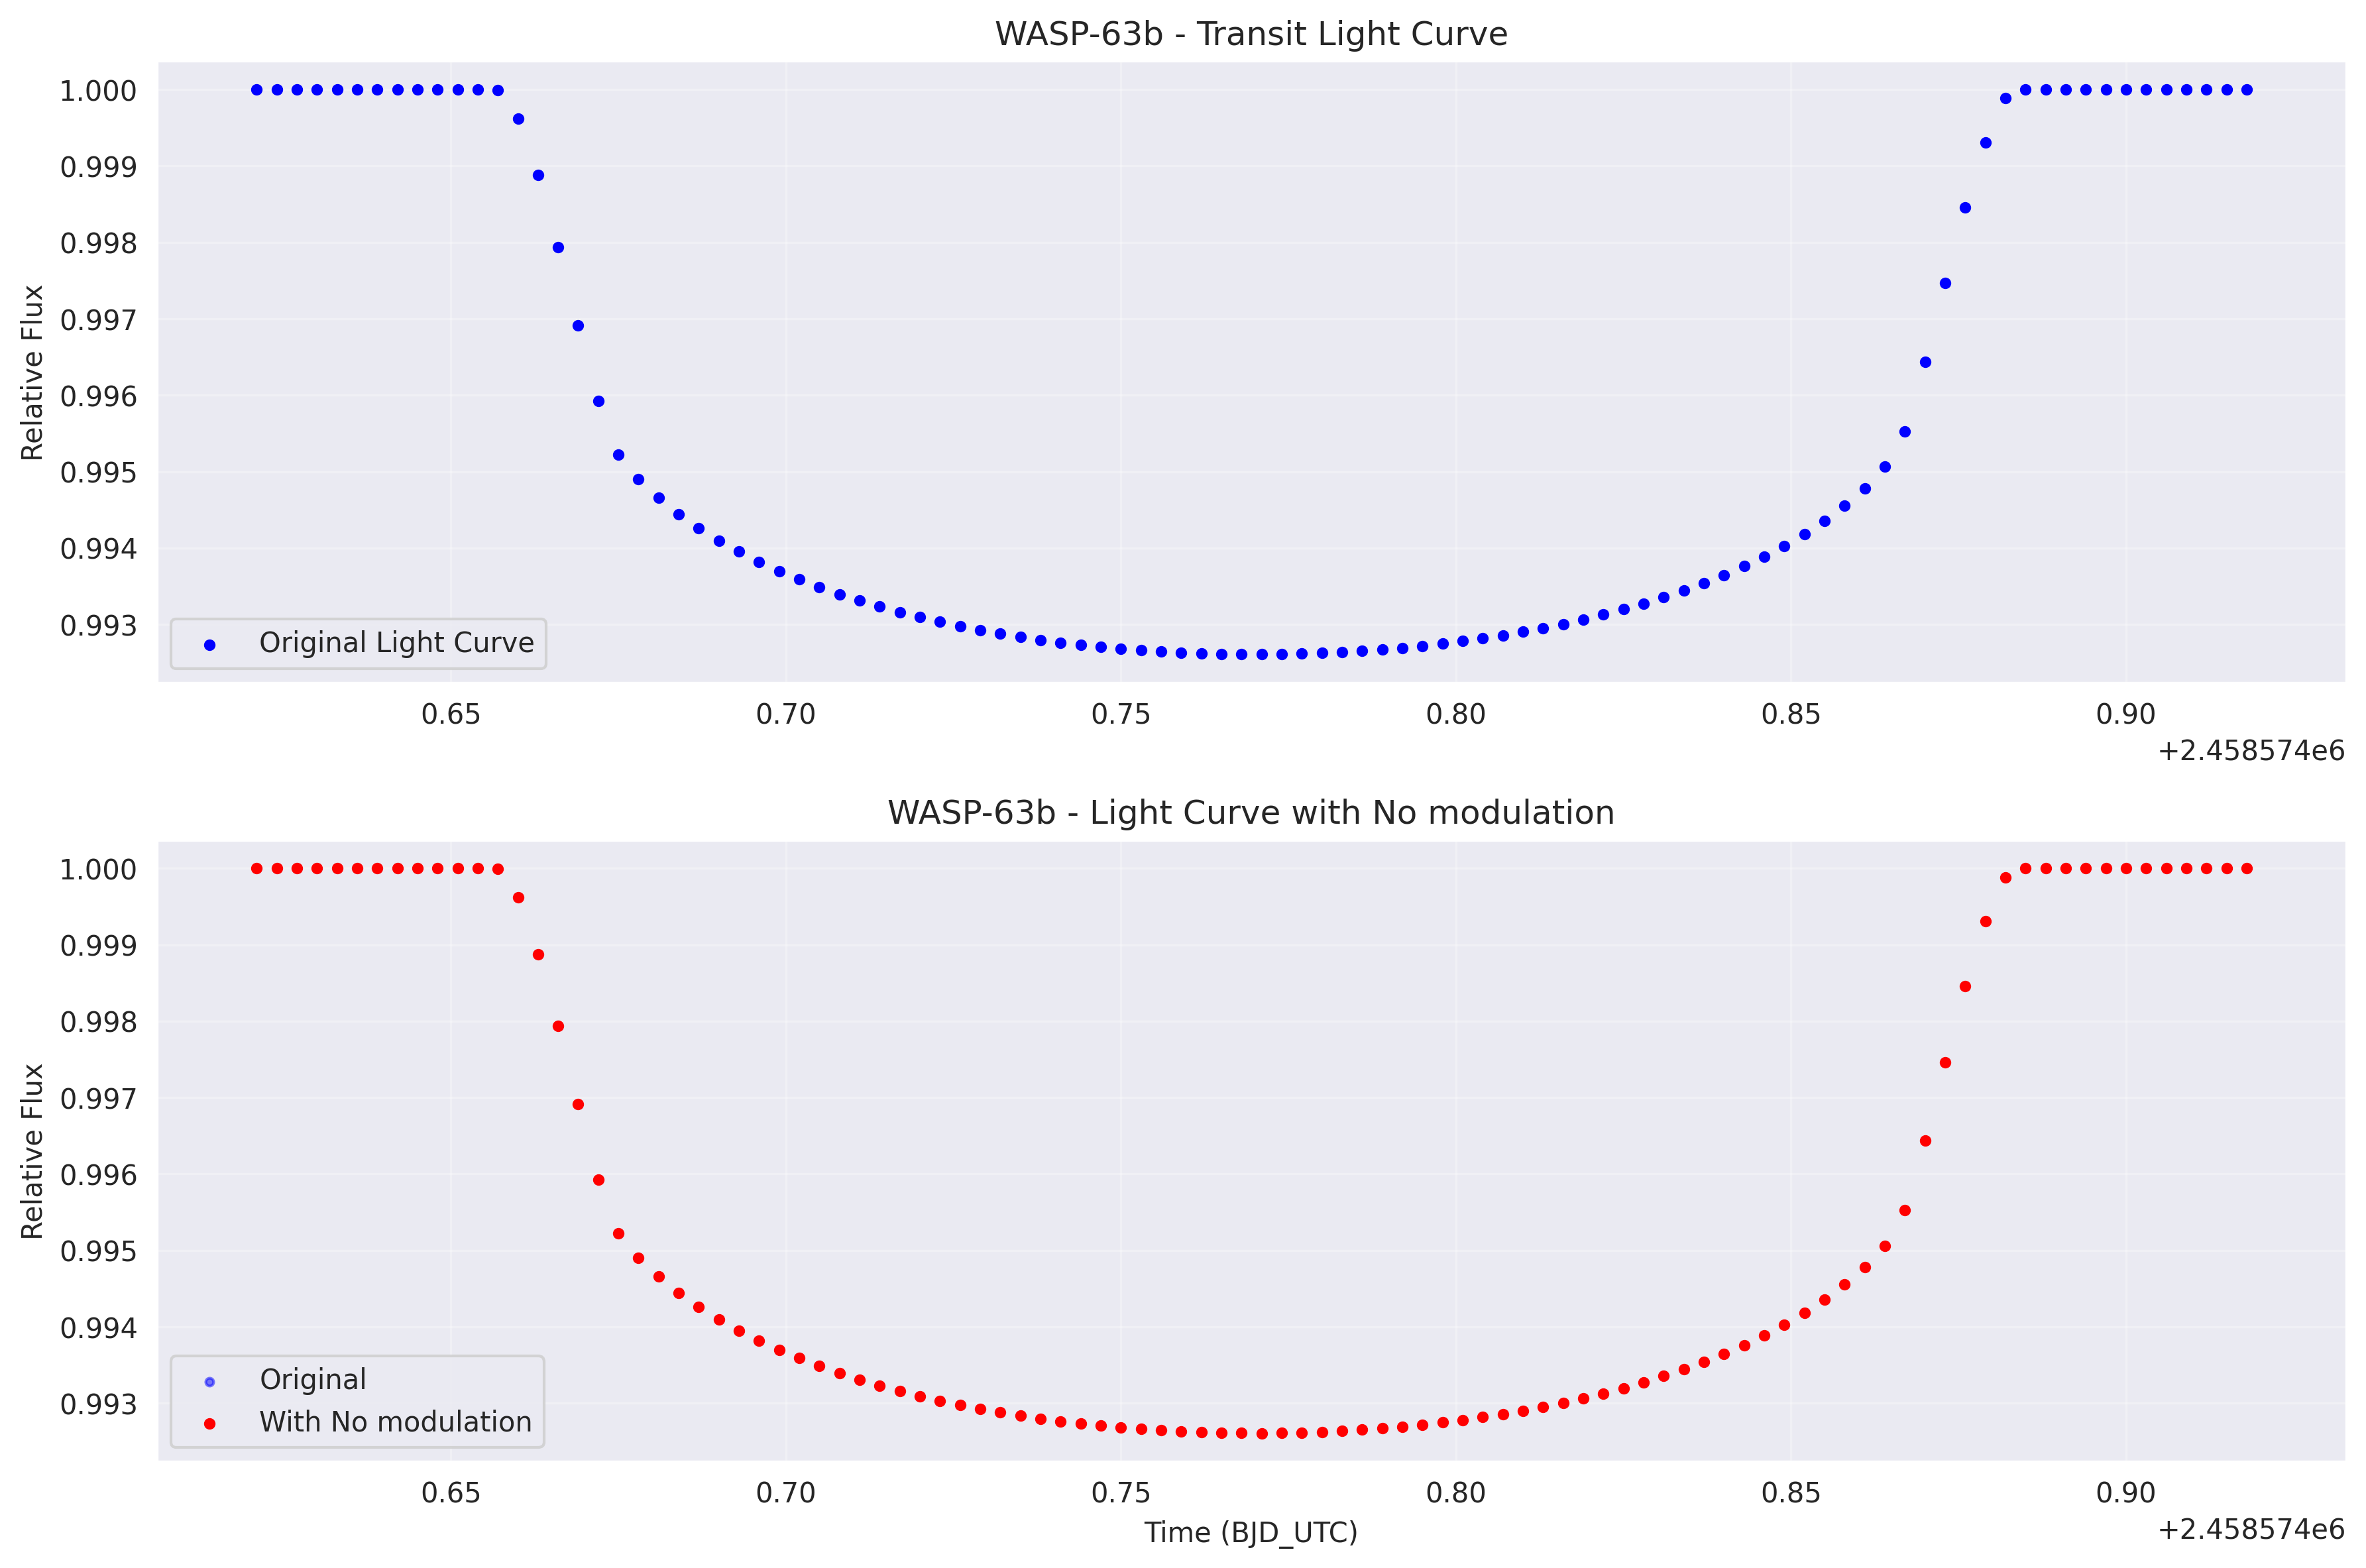 WASP-63b - Transit Light Curve
Relative Flux
1.000
0.999
0.998
0.997
0.996
0.995
0.994
0.993
Original Light Curve
0.65 0.70 0.75 0.80 0.85 0.90
+2.458574e6
WASP-63b - Light Curve with No modulation
Relative Flux
1.000
0.999
0.998
0.997
0.996
0.995
0.994
0.993
Original
With No modulation
0.65 0.70 0.75 0.80 0.85 0.90
Time (BJD_UTC)
+2.458574e6